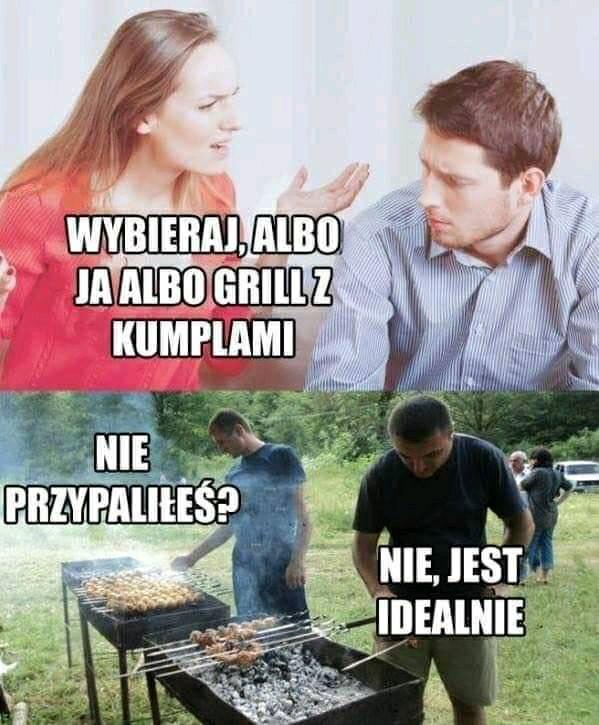 WYBIERAJ, ALBO
JA ALBO GRILL Z
KUMPLAMI
NIE
PRZYPALIŁEŚ?
NIE, JEST
IDEALNIE